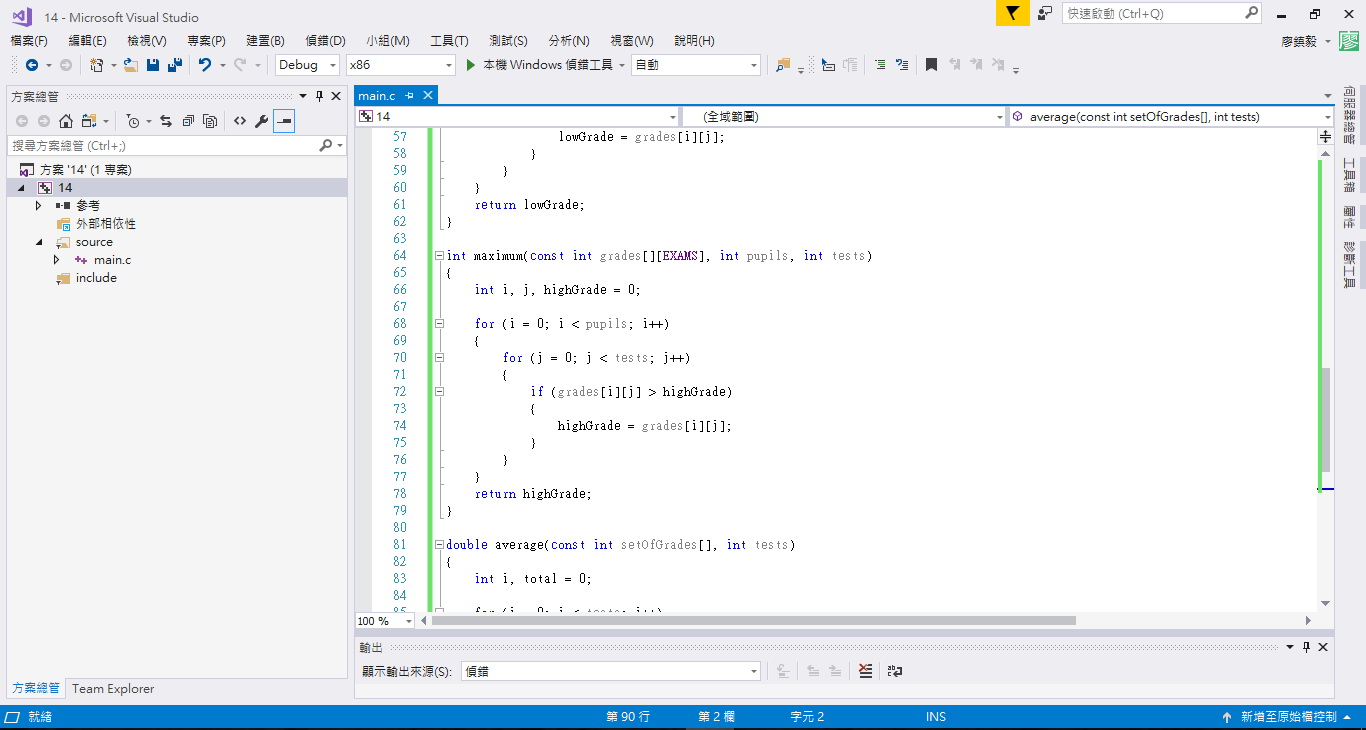 14 - Microsoft Visual Studio
快速啟動 (Ctrl+Q)
檔案(F) 編輯(E) 檢視(V) 專案(P) 建置(B) 偵錯(D) 小組(M) 工具(T) 測試(S) 分析(N) 視窗(W) 說明(H)
Debug x86 本機 Windows 偵錯工具 自動
方案總管
搜尋方案總管 (Ctrl+;)
方案 '14' (1 專案)
14
參考
外部相依性
source
main.c
include
方案總管 Team Explorer
main.c
14 (全域範圍) average(const int setOfGrades[], int tests)
57 lowGrade = grades[i][j];
58 }
59 }
60 }
61 return lowGrade;
62 }
63
64 int maximum(const int grades[][EXAMS], int pupils, int tests)
65 {
66 int i, j, highGrade = 0;
67
68 for (i = 0; i < pupils; i++)
69 {
70 for (j = 0; j < tests; j++)
71 {
72 if (grades[i][j] > highGrade)
73 {
74 highGrade = grades[i][j];
75 }
76 }
77 }
78 return highGrade;
79 }
80
81 double average(const int setOfGrades[], int tests)
82 {
83 int i, total = 0;
84
85 for (i = 0; i < tests; i++)
100 %
輸出
顯示輸出來源(S): 偵錯
伺服器總管
工具箱
屬性
診斷工具
就緒 第 90 行 第 2 欄 字元 2 INS 新增至原始檔控制